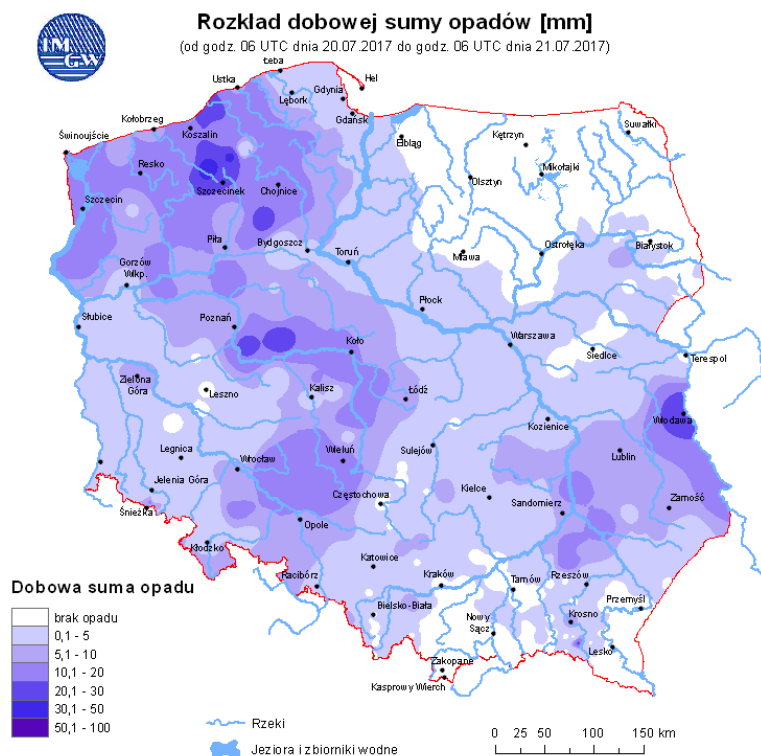 IM
GW
Rozkład dobowej sumy opadów [mm]
(od godz. 06 UTC dnia 20.07.2017 do godz. 06 UTC dnia 21.07.2017)
Łeba
Ustka
Hel
Lębork
Gdynia
Gdańsk
Kołobrzeg
Koszalin
Świnoujście
Elbląg
Kętrzyn
Suwałki
Resko
Szczecinek
Chojnice
Olsztyn
Mikołajki
Szczecin
Piła
Bydgoszcz
Toruń
Mława
Ostrołęka
Białystok
Gorzów
Wlkp.
Płock
Słubice
Poznań
Koło
Warszawa
Siedlce
Terespol
Zielona
Góra
Leszno
Kalisz
Łódź
Kozienice
Włodawa
Legnica
Wrocław
Wieluń
Sulejów
Lublin
Jelenia Góra
Częstochowa
Kielce
Sandomierz
Zamość
Śnieżka
Opole
Kłodzko
Katowice
Racibórz
Kraków
Tarnów
Rzeszów
Przemyśl
Bielsko-Biała
Nowy
Sącz
Krosno
Lesko
Zakopane
Kasprowy Wierch
Dobowa suma opadu
brak opadu
0,1 - 5
5,1 - 10
10,1 - 20
20,1 - 30
30,1 - 50
50,1 - 100
Rzeki
Jeziora i zbiorniki wodne
0 25 50 100 150 km